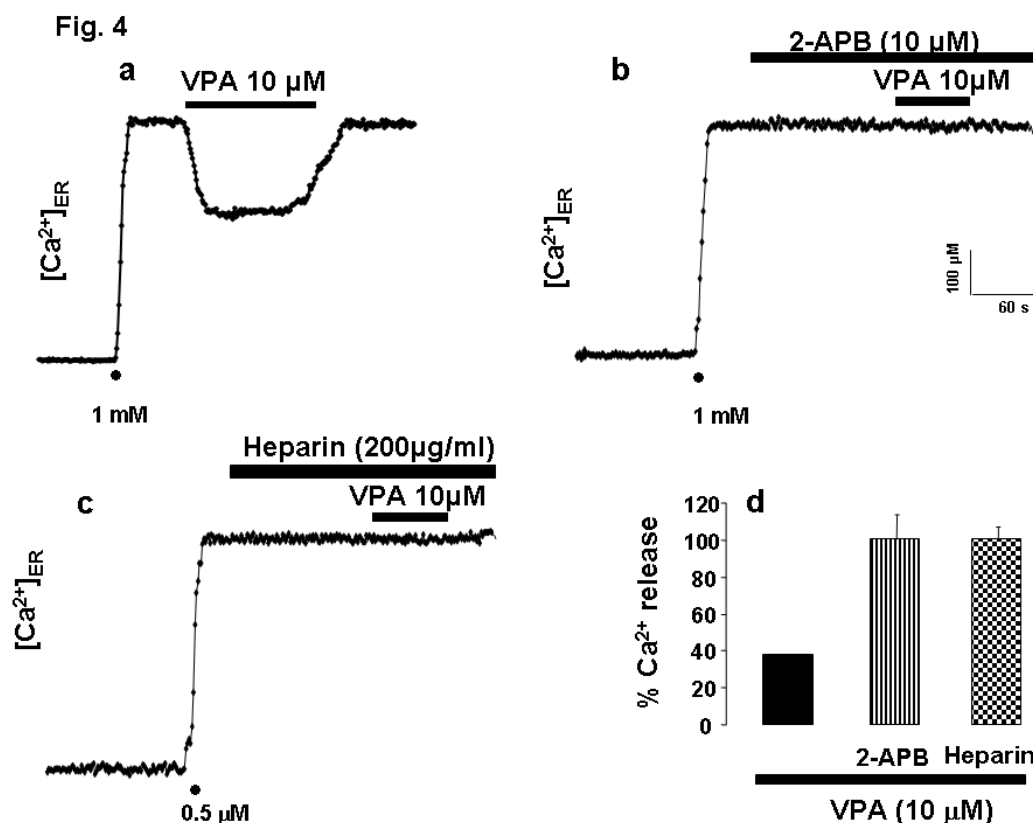 Fig. 4
a
VPA 10 µM
[Ca²⁺]ER
1 mM
2-APB (10 µM)
b
VPA 10µM
[Ca²⁺]ER
100 µM
60 s
1 mM
Heparin (200µg/ml)
c
VPA 10µM
[Ca²⁺]ER
0.5 µM
d
% Ca²⁺ release
120
100
80
60
40
20
0
2-APB Heparin
VPA (10 µM)